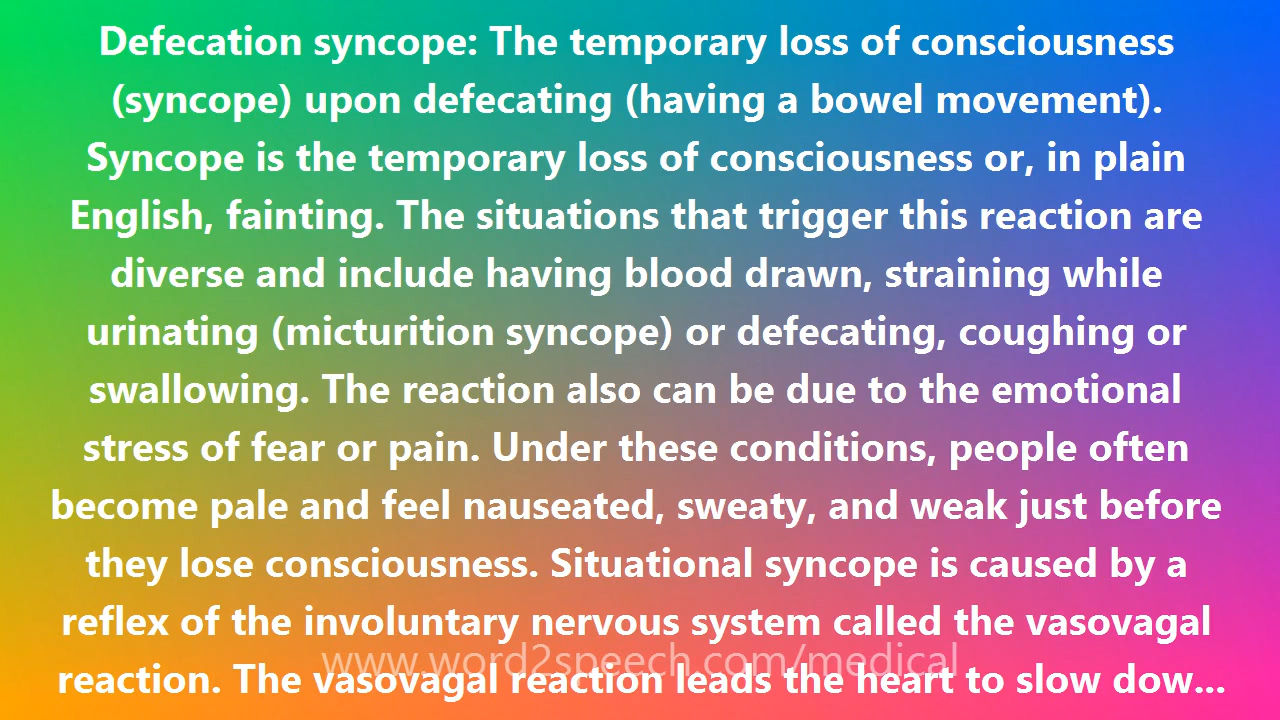 Defecation syncope: The temporary loss of consciousness
(syncope) upon defecating (having a bowel movement).
Syncope is the temporary loss of consciousness or, in plain
English, fainting. The situations that trigger this reaction are
diverse and include having blood drawn, straining while
urinating (micturition syncope) or defecating, coughing or
swallowing. The reaction also can be due to the emotional
stress of fear or pain. Under these conditions, people often
become pale and feel nauseated, sweaty, and weak just before
they lose consciousness. Situational syncope is caused by a
reflex of the involuntary nervous system called the vasovagal
www.word2speech.com/medical
reaction. The vasovagal reaction leads the heart to slow dow...